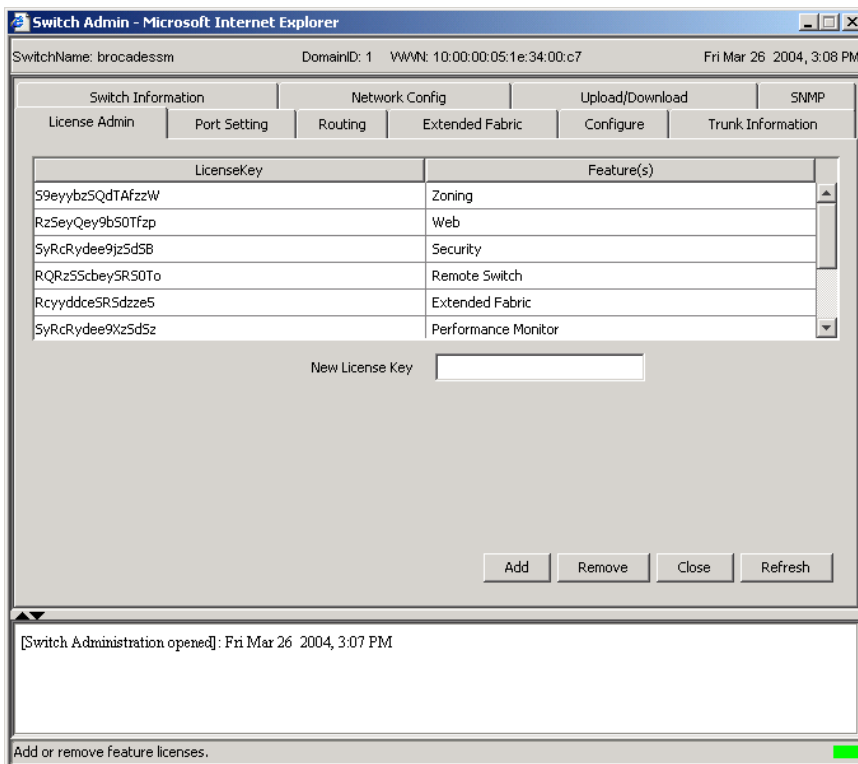 Switch Admin - Microsoft Internet Explorer
SwitchName: brocadessm DomainID: 1 WWN: 10:00:00:05:1e:34:00:c7 Fri Mar 26 2004, 3:08 PM
Switch Information Network Config Upload/Download SNMP
License Admin Port Setting Routing Extended Fabric Configure Trunk Information
LicenseKey Feature(s)
S9eyybzSQdTAfzzW Zoning
RzSeyQey9bS0Tfzp Web
SyRcRydee9jzSdSB Security
RQRzSScbeySRS0To Remote Switch
RcyyddceSRSdzze5 Extended Fabric
SyRcRydee9XzSdSz Performance Monitor
New License Key
Add Remove Close Refresh
[Switch Administration opened]: Fri Mar 26 2004, 3:07 PM
Add or remove feature licenses.